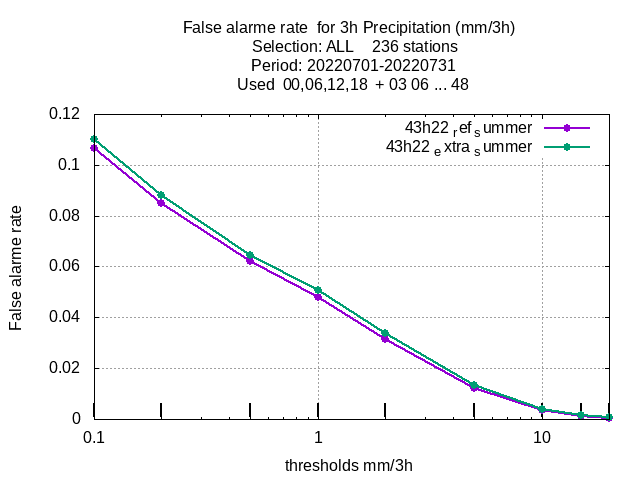 False alarme rate  for 3h Precipitation (mm/3h)
Selection: ALL    236 stations
Period: 20220701-20220731
Used  00,06,12,18  + 03 06 ... 48
43h22 ref summer
43h22 extra summer
False alarme rate
0.12
0.1
0.08
0.06
0.04
0.02
0
0.1 1 10
thresholds mm/3h